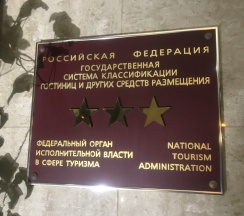 РОССИЙСКАЯ ФЕДЕРАЦИЯ
ГОСУДАРСТВЕННАЯ
СИСТЕМА КЛАССИФИКАЦИИ
ГОСТИНИЦ И ДРУГИХ СРЕДСТВ РАЗМЕЩЕНИЯ
ФЕДЕРАЛЬНЫЙ ОРГАН
ИСПОЛНИТЕЛЬНОЙ ВЛАСТИ
В СФЕРЕ ТУРИЗМА
NATIONAL
TOURISM
ADMINISTRATION